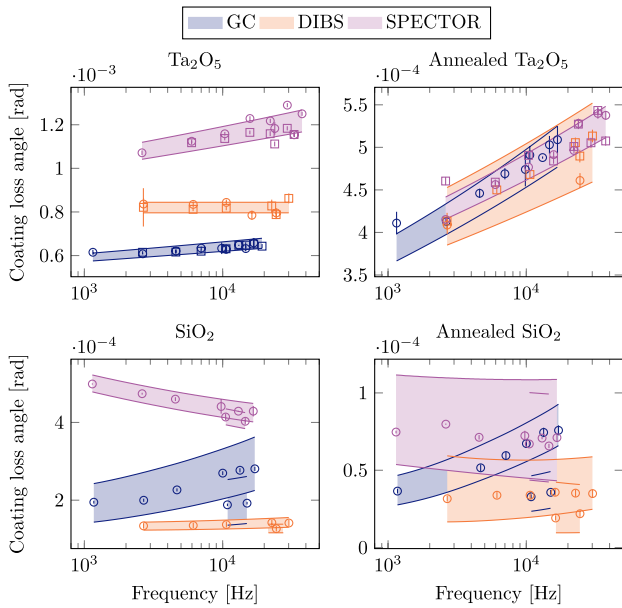 GC DIBS SPECTOR
Ta₂O₅ Annealed Ta₂O₅
·10⁻³ ·10⁻⁴
Coating loss angle [rad]
1.2
1
0.8
0.6
5.5
5
4.5
4
3.5
10³ 10⁴ 10³ 10⁴
SiO₂ Annealed SiO₂
·10⁻⁴ ·10⁻⁴
Coating loss angle [rad]
4
2
1
0.5
0
10³ 10⁴ 10³ 10⁴
Frequency [Hz] Frequency [Hz]